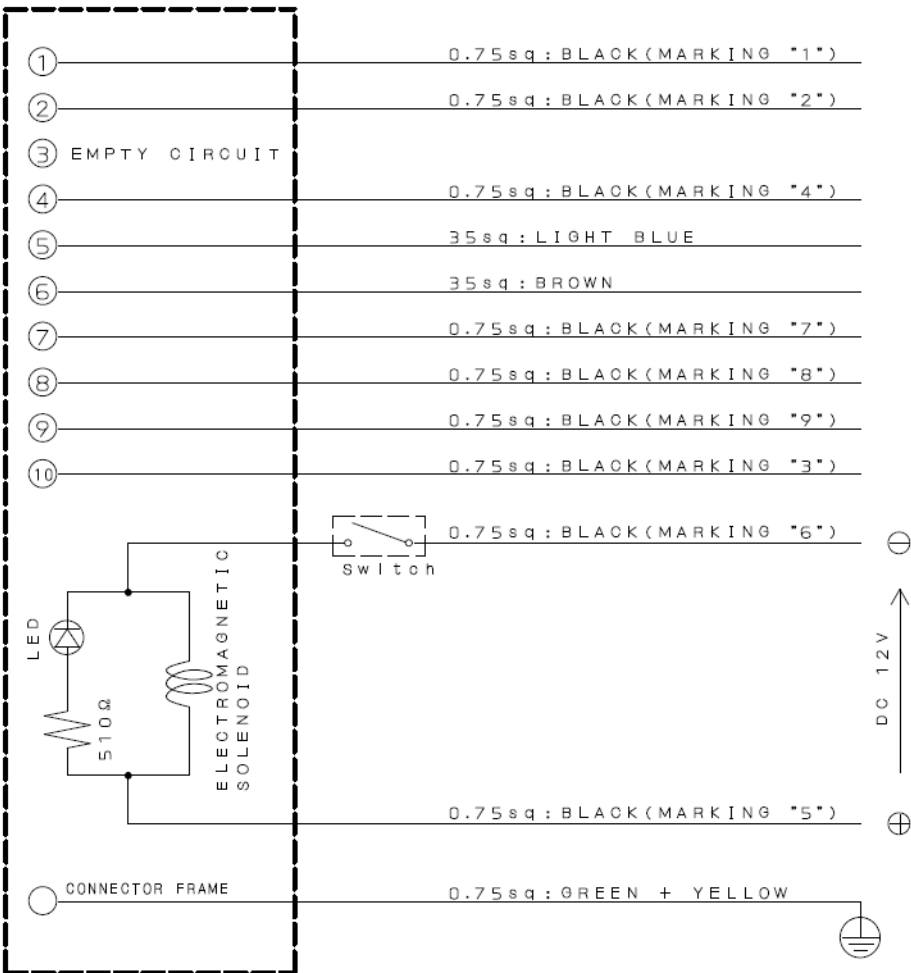 1 0.75sq:BLACK(MARKING "1")
2 0.75sq:BLACK(MARKING "2")
3 EMPTY CIRCUIT
4 0.75sq:BLACK(MARKING "4")
5 35sq:LIGHT BLUE
6 35sq:BROWN
7 0.75sq:BLACK(MARKING "7")
8 0.75sq:BLACK(MARKING "8")
9 0.75sq:BLACK(MARKING "9")
10 0.75sq:BLACK(MARKING "3")
0.75sq:BLACK(MARKING "6")
Switch
LED
510Ω
ELECTROMAGNETIC
SOLENOID
DC 12V
0.75sq:BLACK(MARKING "5")
CONNECTOR FRAME
0.75sq:GREEN + YELLOW